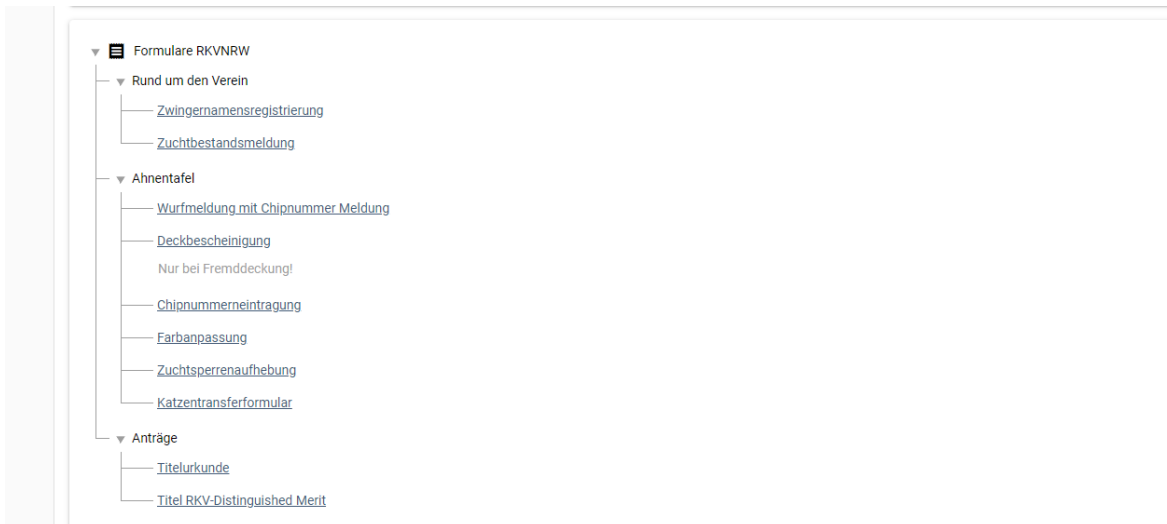 Formulare RKVNRW
Rund um den Verein
Zwingernamensregistrierung
Zuchtbestandsmeldung
Ahnentafel
Wurfmeldung mit Chipnummer Meldung
Deckbescheinigung
Nur bei Fremddeckung!
Chipnummerneintragung
Farbanpassung
Zuchtsperrenaufhebung
Katzentransferformular
Anträge
Titelurkunde
Titel RKV-Distinguished Merit